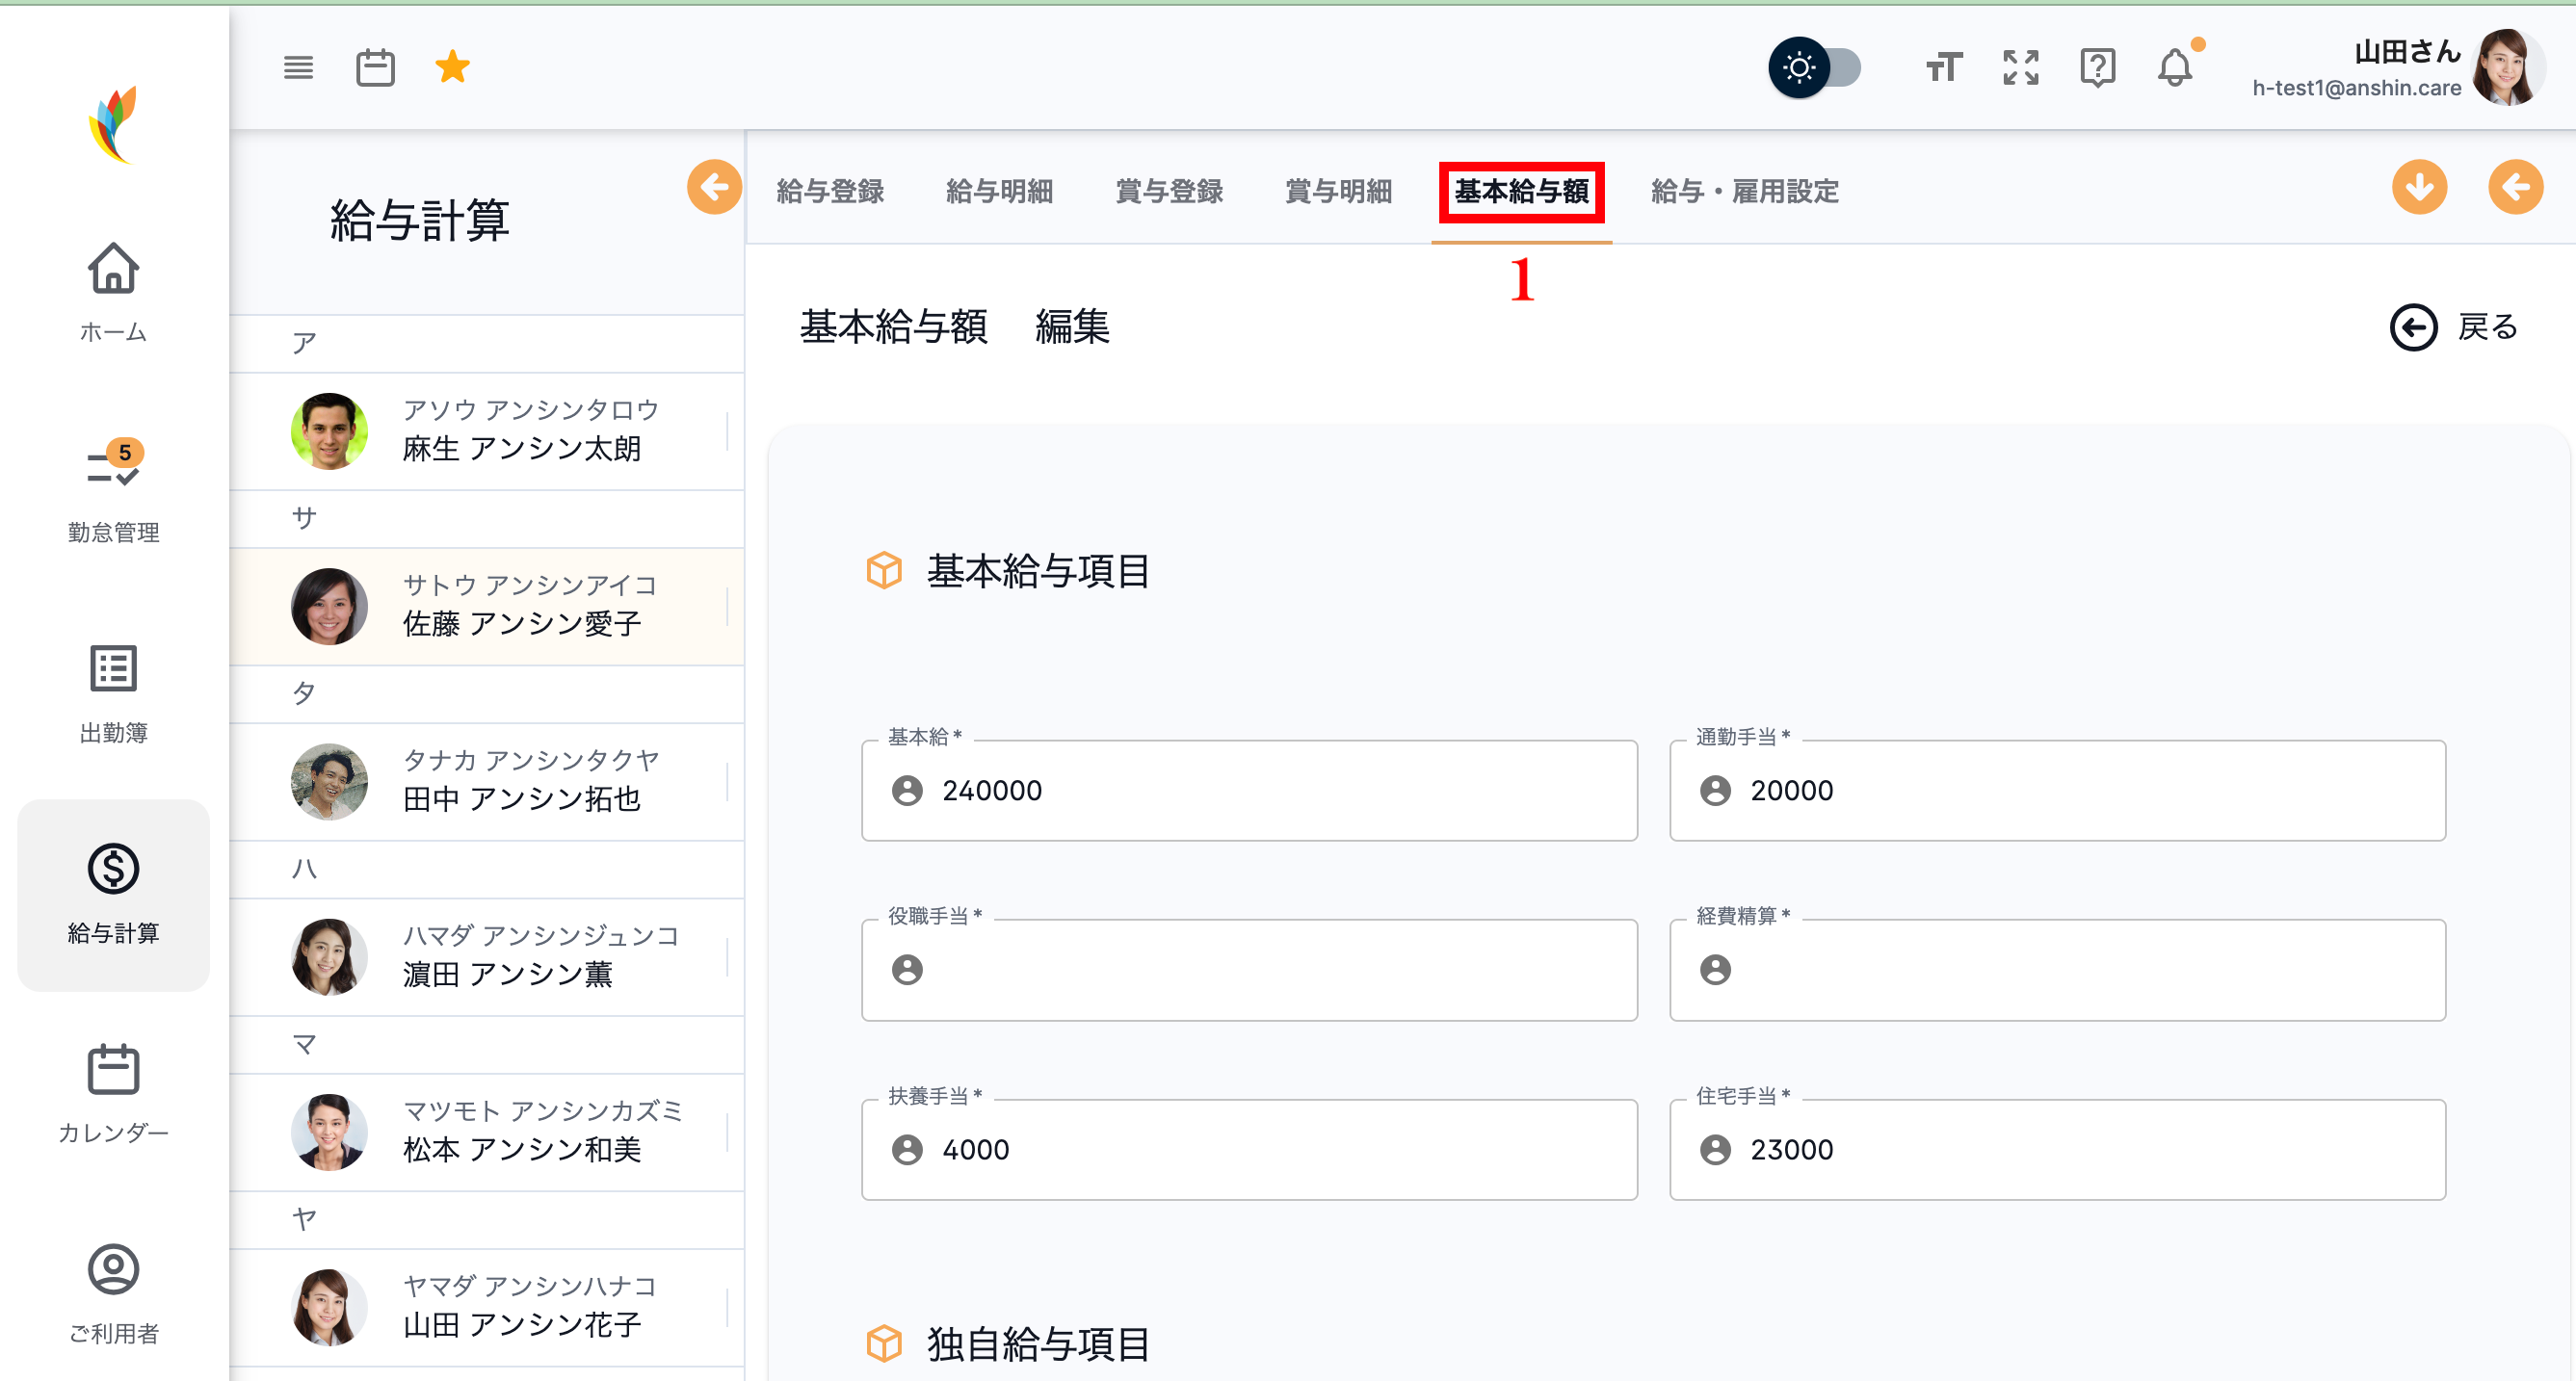 山田さん
h-test1@anshin.care
ホーム
5
勤怠管理
出勤簿
給与計算
カレンダー
ご利用者
給与計算
ア
アソウ アンシンタロウ
麻生 アンシン太朗
サ
サトウ アンシンアイコ
佐藤 アンシン愛子
タ
タナカ アンシンタクヤ
田中 アンシン拓也
ハ
ハマダ アンシンジュンコ
濵田 アンシン薫
マ
マツモト アンシンカズミ
松本 アンシン和美
ヤ
ヤマダ アンシンハナコ
山田 アンシン花子
給与登録 給与明細 賞与登録 賞与明細 基本給与額 給与・雇用設定
1
基本給与額 編集
戻る
基本給与項目
基本給 *
240000
通勤手当 *
20000
役職手当 *
経費精算 *
扶養手当 *
4000
住宅手当 *
23000
独自給与項目